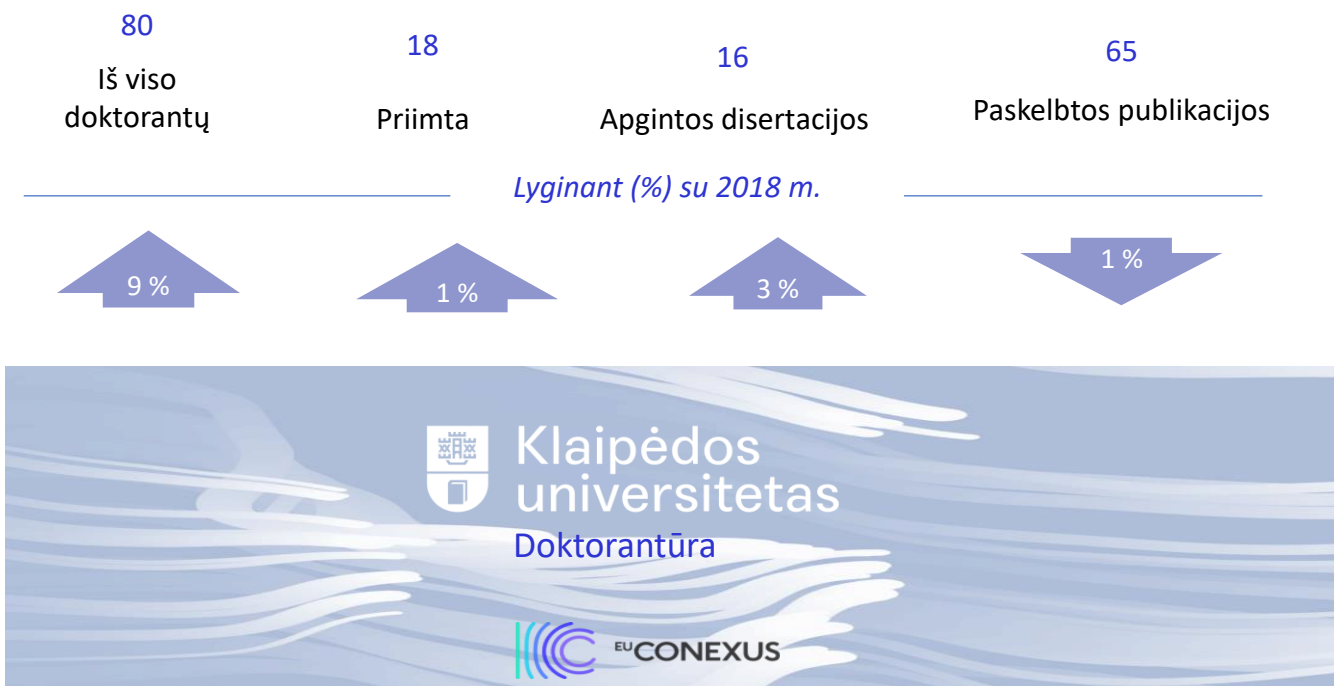 80
Iš viso
doktorantų
18
Priimta
16
Apgintos disertacijos
65
Paskelbtos publikacijos
Lyginant (%) su 2018 m.
9 %
1 %
3 %
1 %
Klaipėdos
universitetas
Doktorantūra
EUCONEXUS